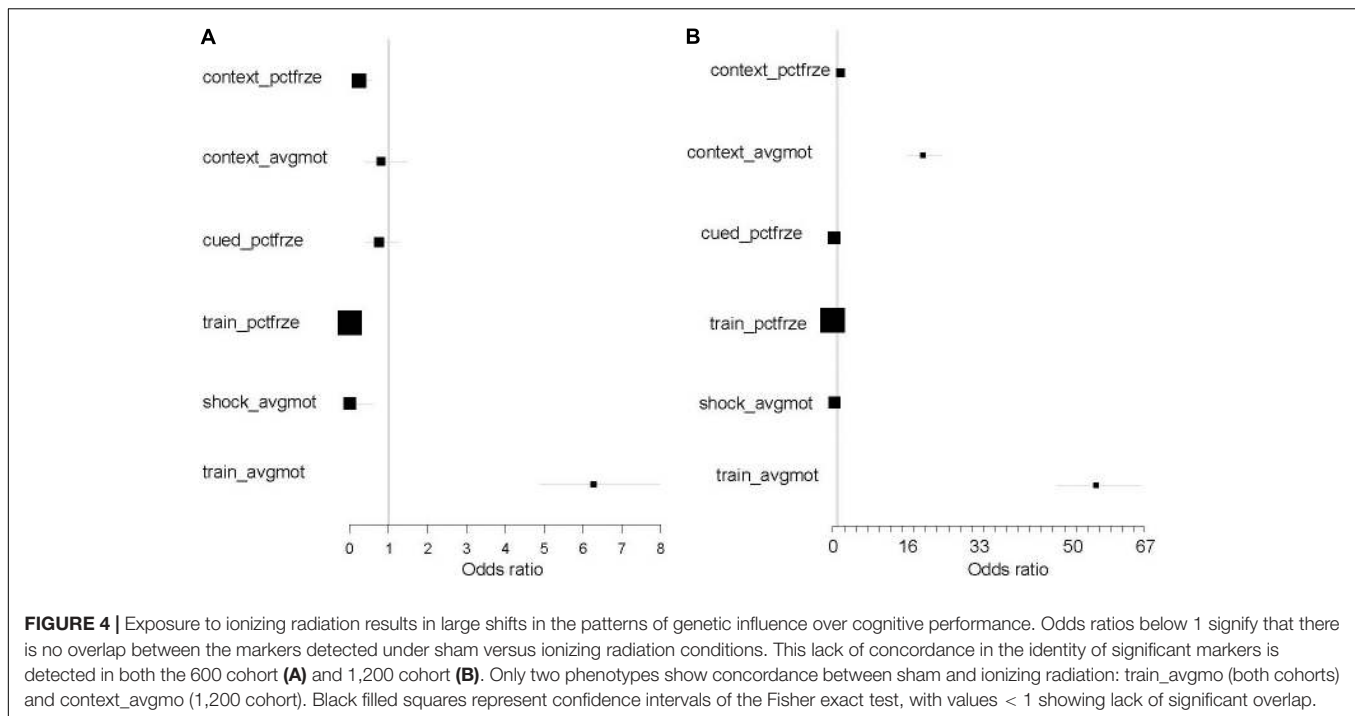 A
context_pctfrze
context_avgmot
cued_pctfrze
train_pctfrze
shock_avgmot
train_avgmot
0 1 2 3 4 5 6 7 8
Odds ratio
B
context_pctfrze
context_avgmot
cued_pctfrze
train_pctfrze
shock_avgmot
train_avgmot
0 16 33 50 67
Odds ratio
FIGURE 4 | Exposure to ionizing radiation results in large shifts in the patterns of genetic influence over cognitive performance. Odds ratios below 1 signify that there
is no overlap between the markers detected under sham versus ionizing radiation conditions. This lack of concordance in the identity of significant markers is
detected in both the 600 cohort (A) and 1,200 cohort (B). Only two phenotypes show concordance between sham and ionizing radiation: train_avgmo (both cohorts)
and context_avgmo (1,200 cohort). Black filled squares represent confidence intervals of the Fisher exact test, with values < 1 showing lack of significant overlap.